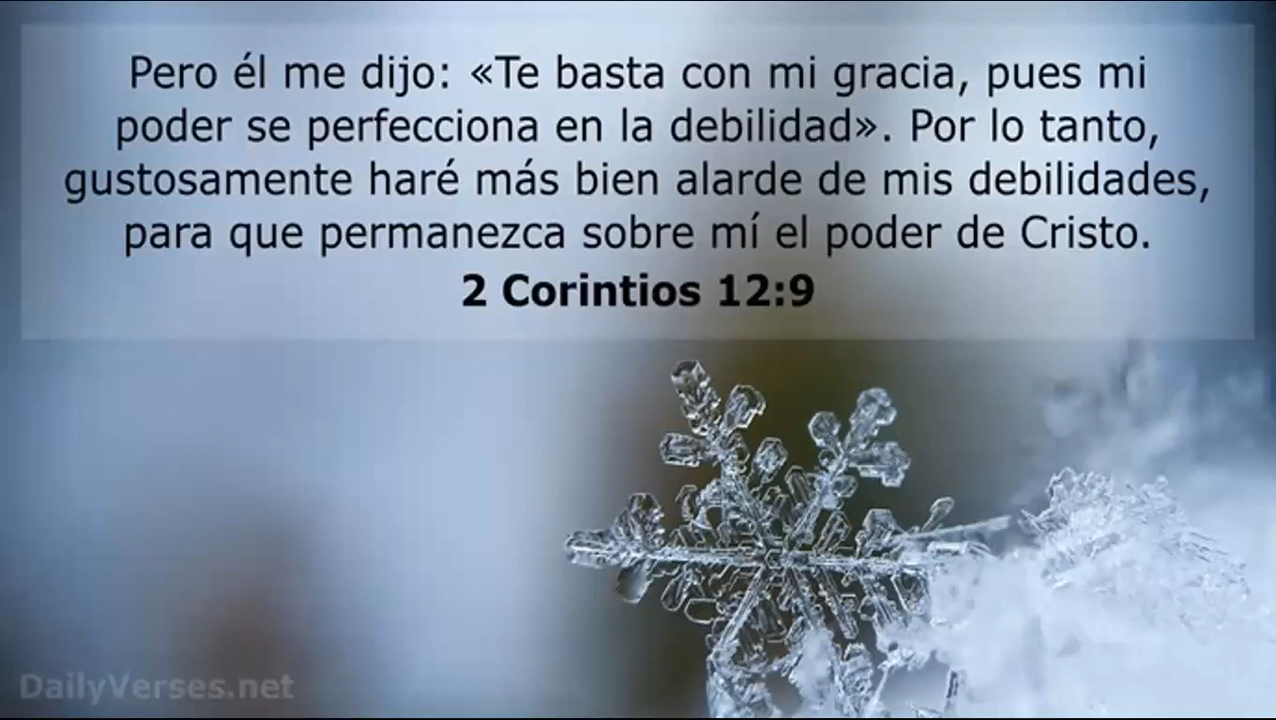 Pero él me dijo: «Te basta con mi gracia, pues mi
poder se perfecciona en la debilidad». Por lo tanto,
gustosamente haré más bien alarde de mis debilidades,
para que permanezca sobre mí el poder de Cristo.
2 Corintios 12:9
DailyVerses.net